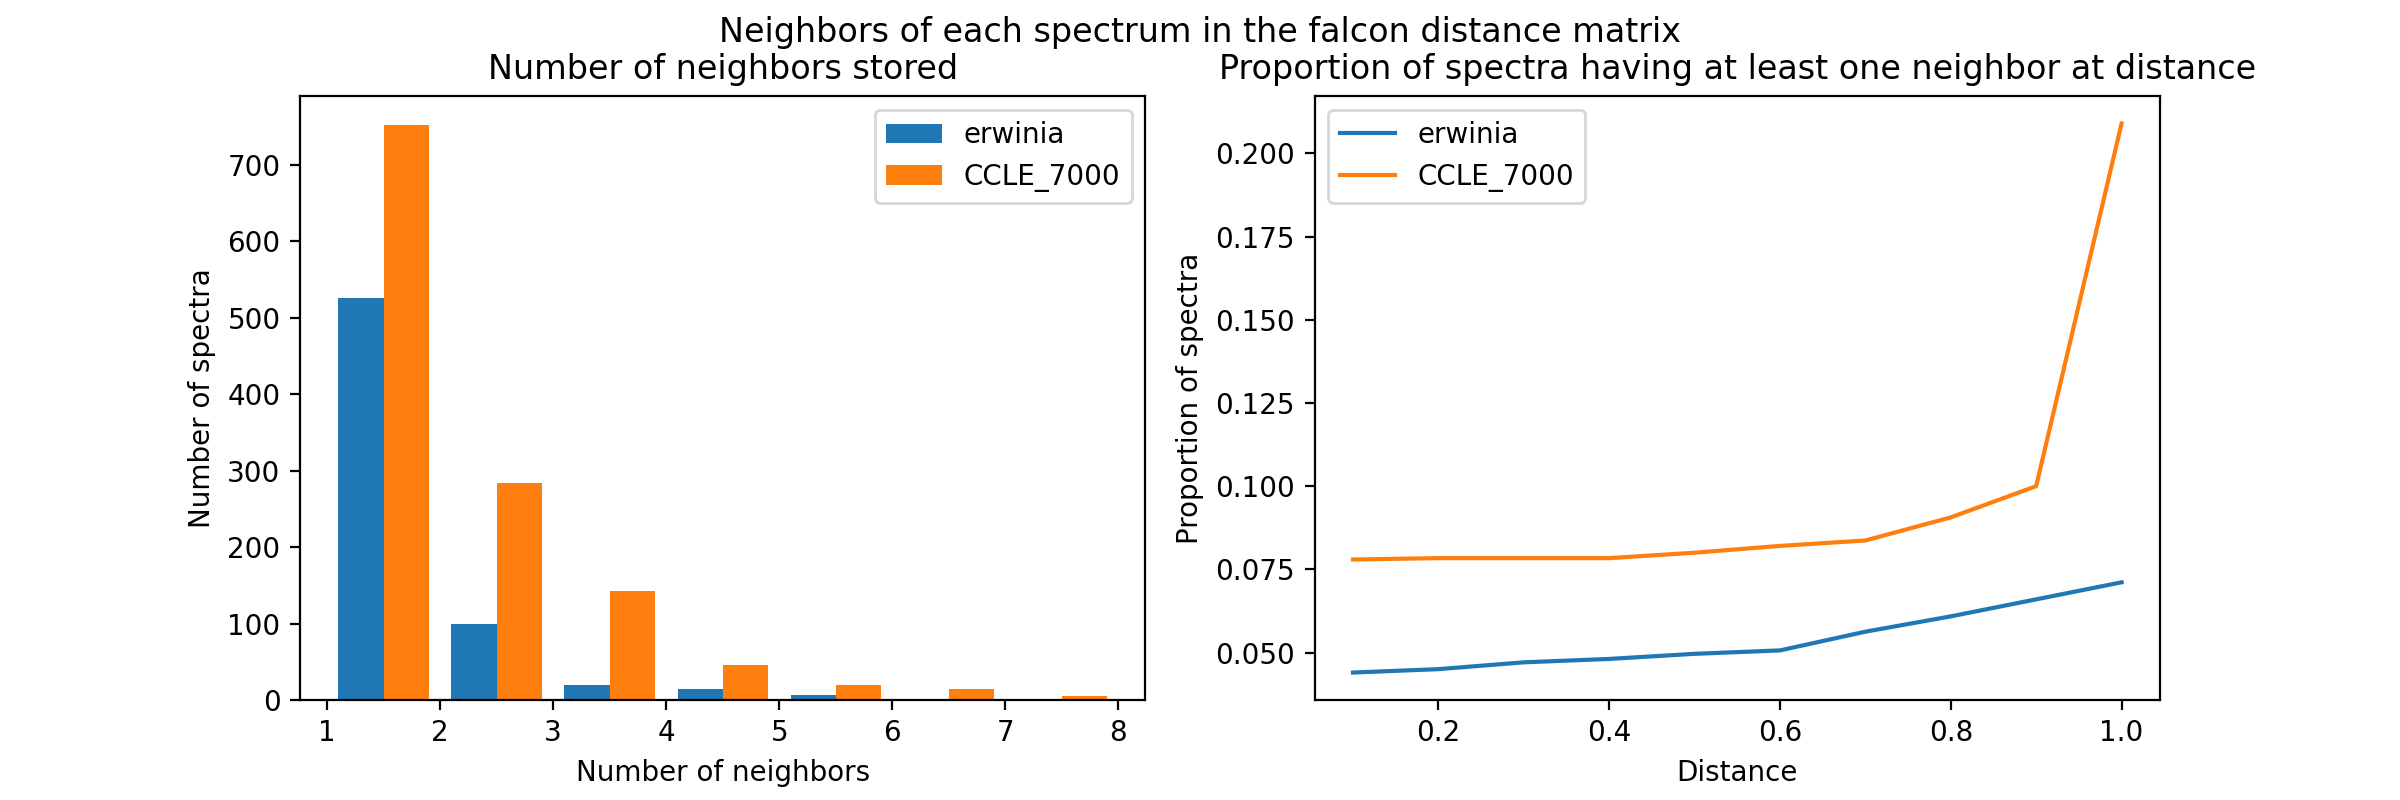 Neighbors of each spectrum in the falcon distance matrix
Number of neighbors stored
erwinia
CCLE_7000
700
600
500
400
300
200
100
0
1 2 3 4 5 6 7 8
Number of spectra
Number of neighbors
Proportion of spectra having at least one neighbor at distance
erwinia
CCLE_7000
0.200
0.175
0.150
0.125
0.100
0.075
0.050
0.2 0.4 0.6 0.8 1.0
Proportion of spectra
Distance